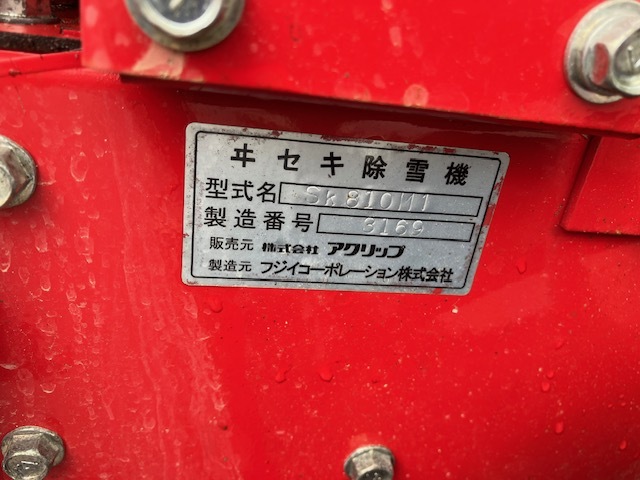 ヰセキ除雪機
型式名 SK810M1
製造番号 3169
販売元 株式会社 アクリップ
製造元 フジイコーポレーション株式会社